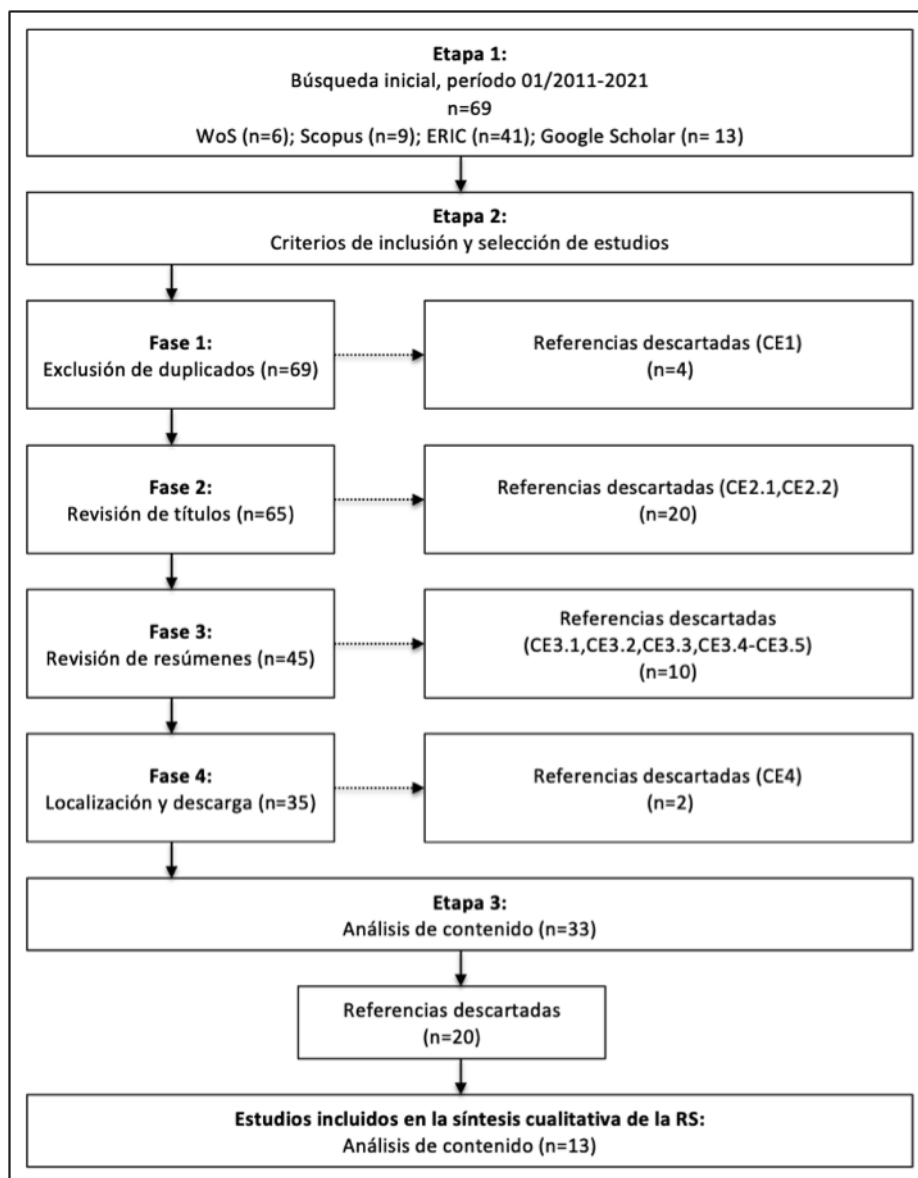 Etapa 1:
Búsqueda inicial, período 01/2011-2021
n=69
WoS (n=6); Scopus (n=9); ERIC (n=41); Google Scholar (n= 13)
Etapa 2:
Criterios de inclusión y selección de estudios
Fase 1:
Exclusión de duplicados (n=69)
Referencias descartadas (CE1)
(n=4)
Fase 2:
Revisión de títulos (n=65)
Referencias descartadas (CE2.1,CE2.2)
(n=20)
Fase 3:
Revisión de resúmenes (n=45)
Referencias descartadas
(CE3.1,CE3.2,CE3.3,CE3.4-CE3.5)
(n=10)
Fase 4:
Localización y descarga (n=35)
Referencias descartadas (CE4)
(n=2)
Etapa 3:
Análisis de contenido (n=33)
Referencias descartadas
(n=20)
Estudios incluidos en la síntesis cualitativa de la RS:
Análisis de contenido (n=13)